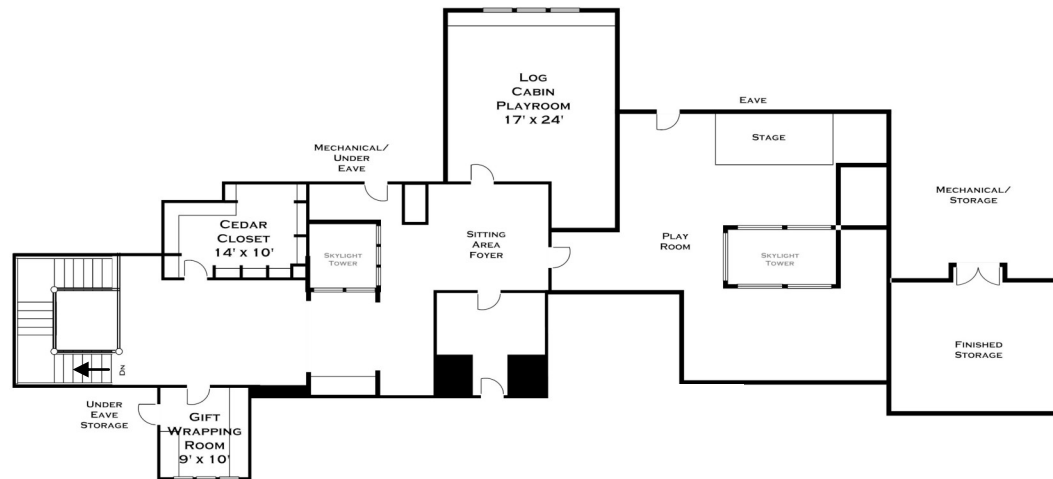 LOG
CABIN
PLAYROOM
17' x 24'
EAVE
STAGE
MECHANICAL/
UNDER
EAVE
MECHANICAL/
STORAGE
CEDAR
CLOSET
14' x 10'
SKYLIGHT
TOWER
SITTING
AREA
FOYER
PLAY
ROOM
SKYLIGHT
TOWER
FINISHED
STORAGE
DN
UNDER
EAVE
STORAGE
GIFT
WRAPPING
ROOM
9' x 10'